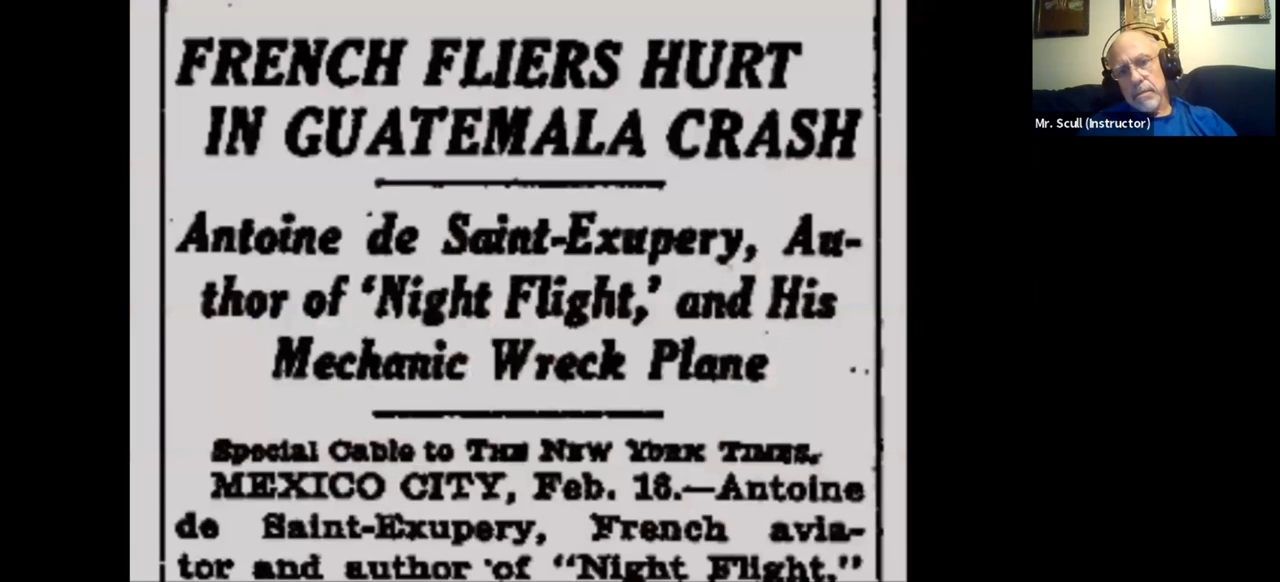 FRENCH FLIERS HURT
IN GUATEMALA CRASH
Antoine de Saint-Exupery, Au-
thor of ‘Night Flight,’ and His
Mechanic Wreck Plane
Special Cable to THE NEW YORK TIMES.
MEXICO CITY, Feb. 16.—Antoine
de Saint-Exupery, French avia-
tor and author of “Night Flight,”
Mr. Scull (Instructor)